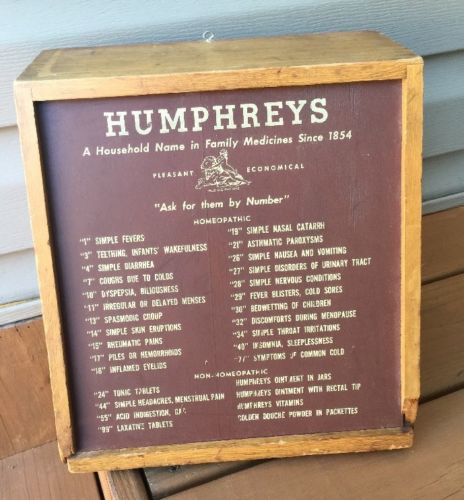 HUMPHREYS
A Household Name in Family Medicines Since 1854
PLEASANT ECONOMICAL
"Ask for them by Number"
HOMEOPATHIC
"1" SIMPLE FEVERS
"3" TEETHING, INFANTS' WAKEFULNESS
"4" SIMPLE DIARRHEA
"7" COUGHS DUE TO COLDS
"10" DYSPEPSIA, BILIOUSNESS
"11" IRREGULAR OR DELAYED MENSES
"13" SPASMODIC CROUP
"14" SIMPLE SKIN ERUPTIONS
"15" RHEUMATIC PAINS
"17" PILES OR HEMORRHOIDS
"18" INFLAMED EYELIDS
"19" SIMPLE NASAL CATARRH
"21" ASTHMATIC PAROXYSMS
"26" SIMPLE NAUSEA AND VOMITING
"27" SIMPLE DISORDERS OF URINARY TRACT
"28" SIMPLE NERVOUS CONDITIONS
"29" FEVER BLISTERS, COLD SORES
"30" BEDWETTING OF CHILDREN
"32" DISCOMFORTS DURING MENOPAUSE
"34" SIMPLE THROAT IRRITATIONS
"40" INSOMNIA, SLEEPLESSNESS
"77" SYMPTOMS OF COMMON COLD
NON-HOMEOPATHIC
"24" TONIC TABLETS
"44" SIMPLE HEADACHES, MENSTRUAL PAIN
"55" ACID INDIGESTION, GAS
"99" LAXATIVE TABLETS
HUMPHREYS OINTMENT IN JARS
HUMPHREYS OINTMENT WITH RECTAL TIP
HUMPHREYS VITAMINS
GOLDEN DOUCHE POWDER IN PACKETTES